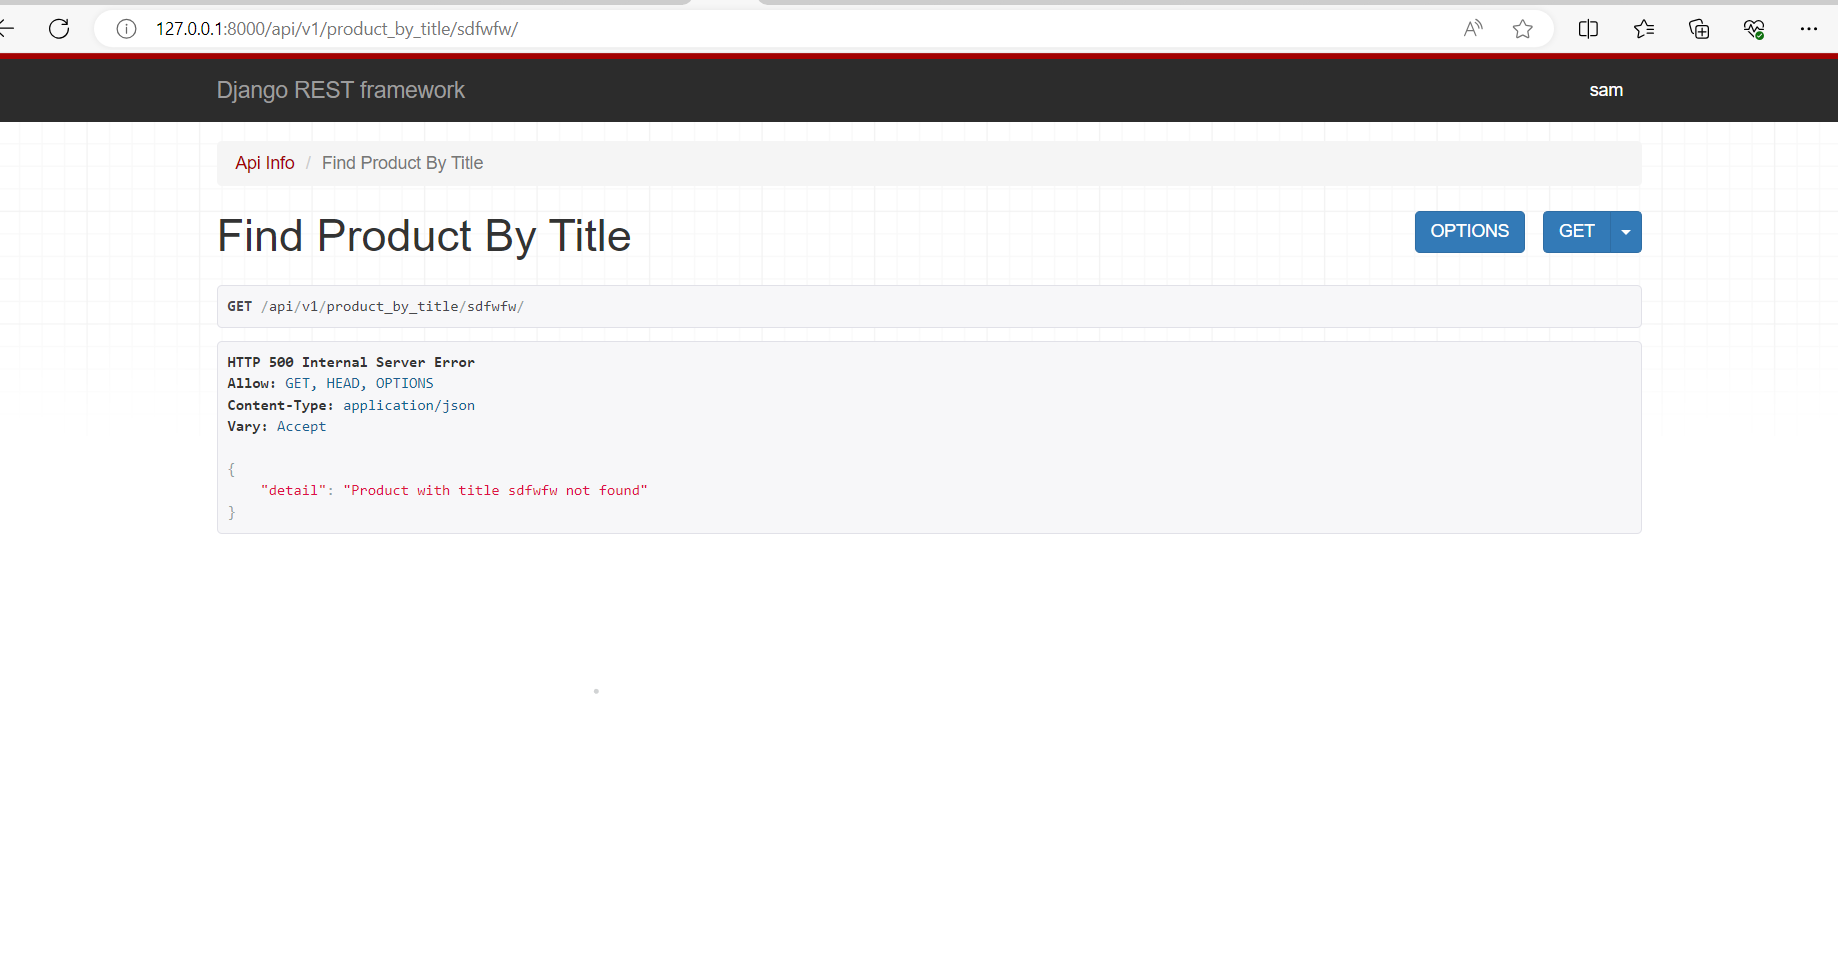 127.0.0.1:8000/api/v1/product_by_title/sdfwfw/
Django REST framework
sam
Api Info / Find Product By Title
Find Product By Title
OPTIONS
GET
GET /api/v1/product_by_title/sdfwfw/
HTTP 500 Internal Server Error
Allow: GET, HEAD, OPTIONS
Content-Type: application/json
Vary: Accept
{
"detail": "Product with title sdfwfw not found"
}